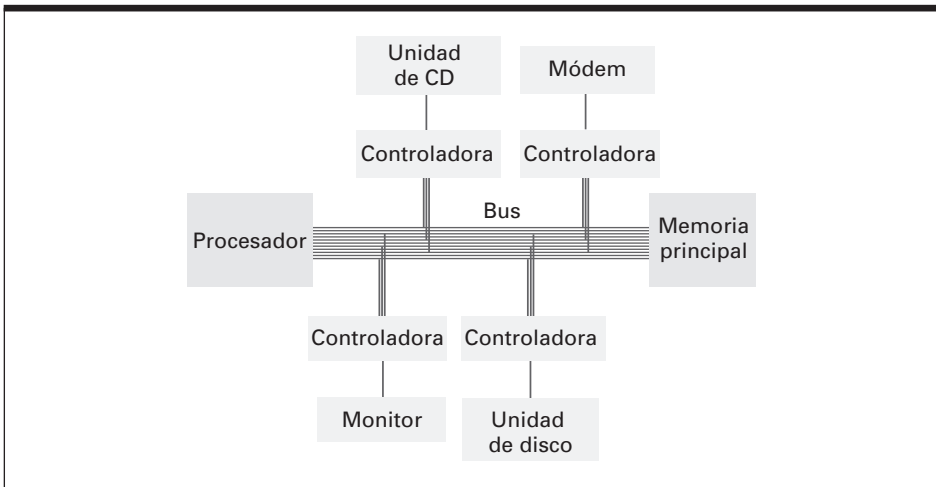 Unidad
de CD
Módem
Controladora
Controladora
Bus
Procesador
Memoria
principal
Controladora
Controladora
Monitor
Unidad
de disco